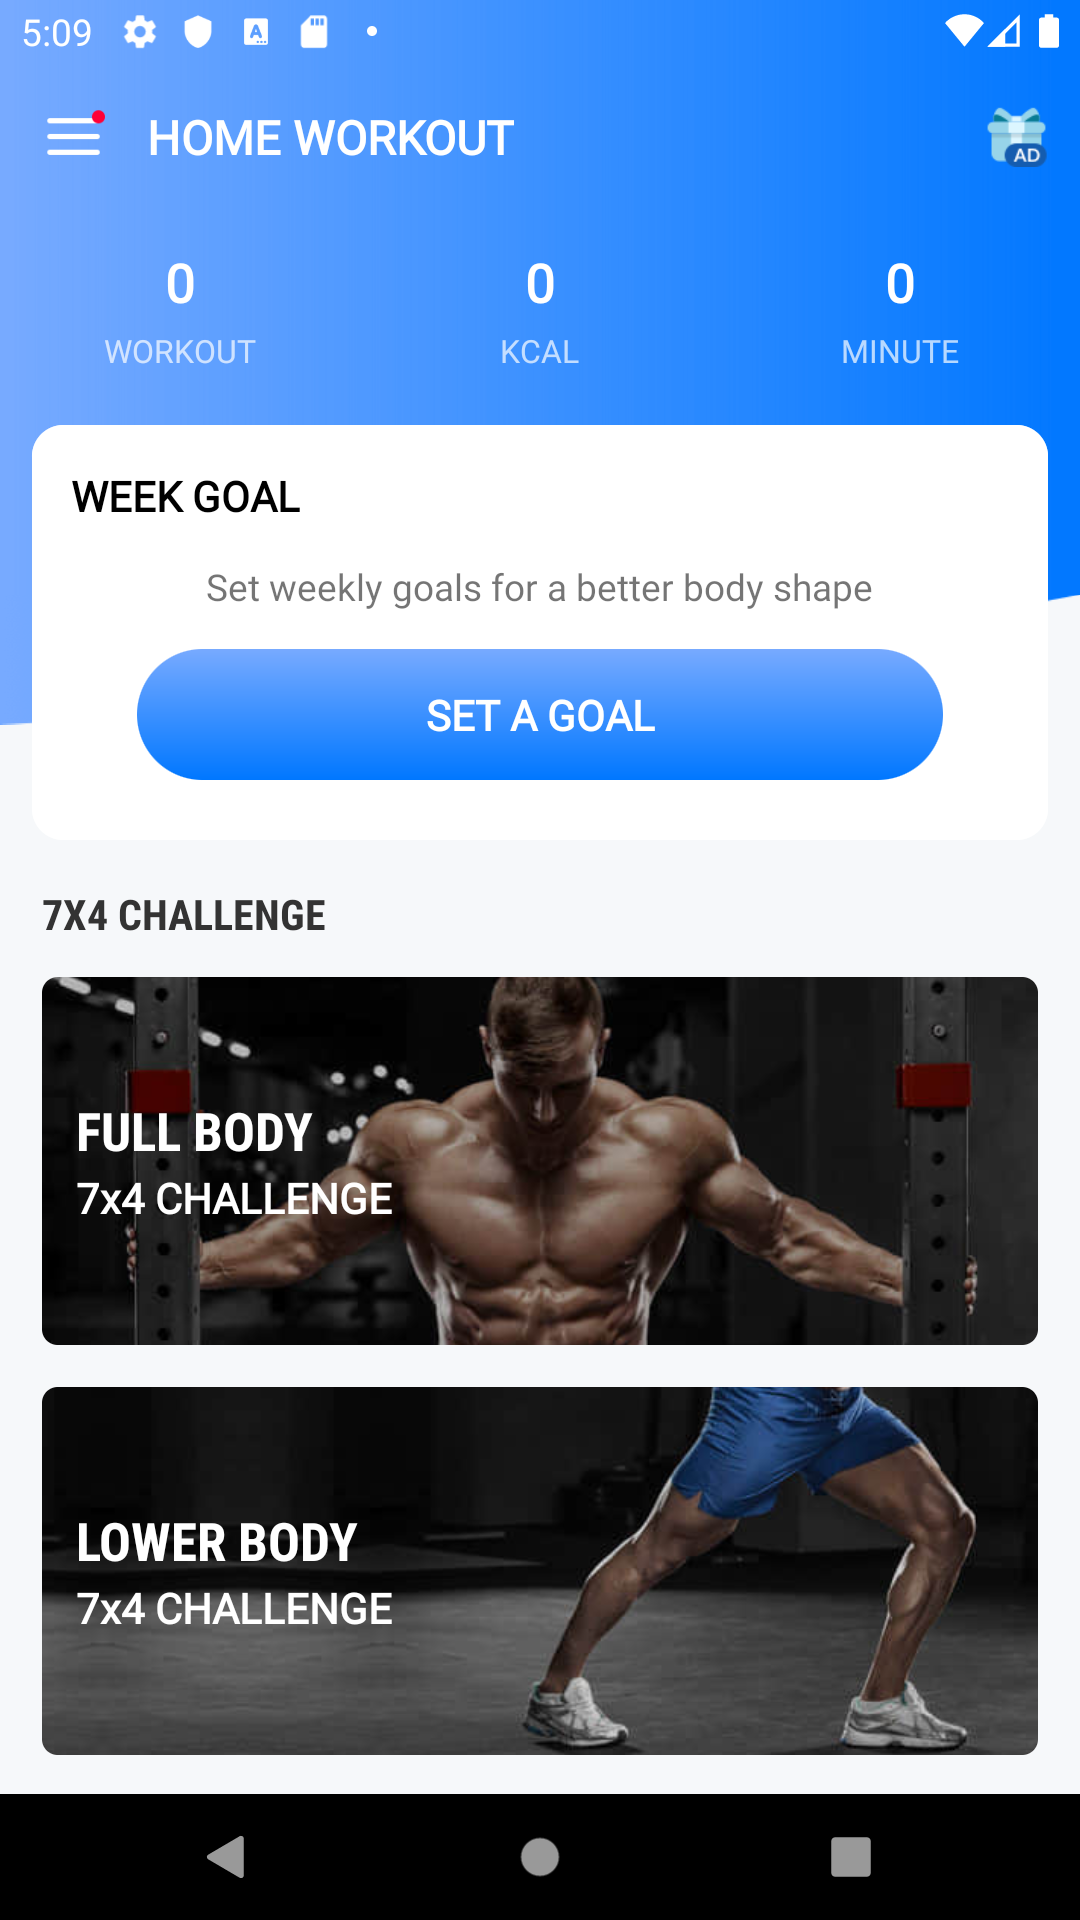 5:09
HOME WORKOUT
AD
0 0 0
WORKOUT KCAL MINUTE
WEEK GOAL
Set weekly goals for a better body shape
SET A GOAL
7X4 CHALLENGE
FULL BODY
7x4 CHALLENGE
LOWER BODY
7x4 CHALLENGE